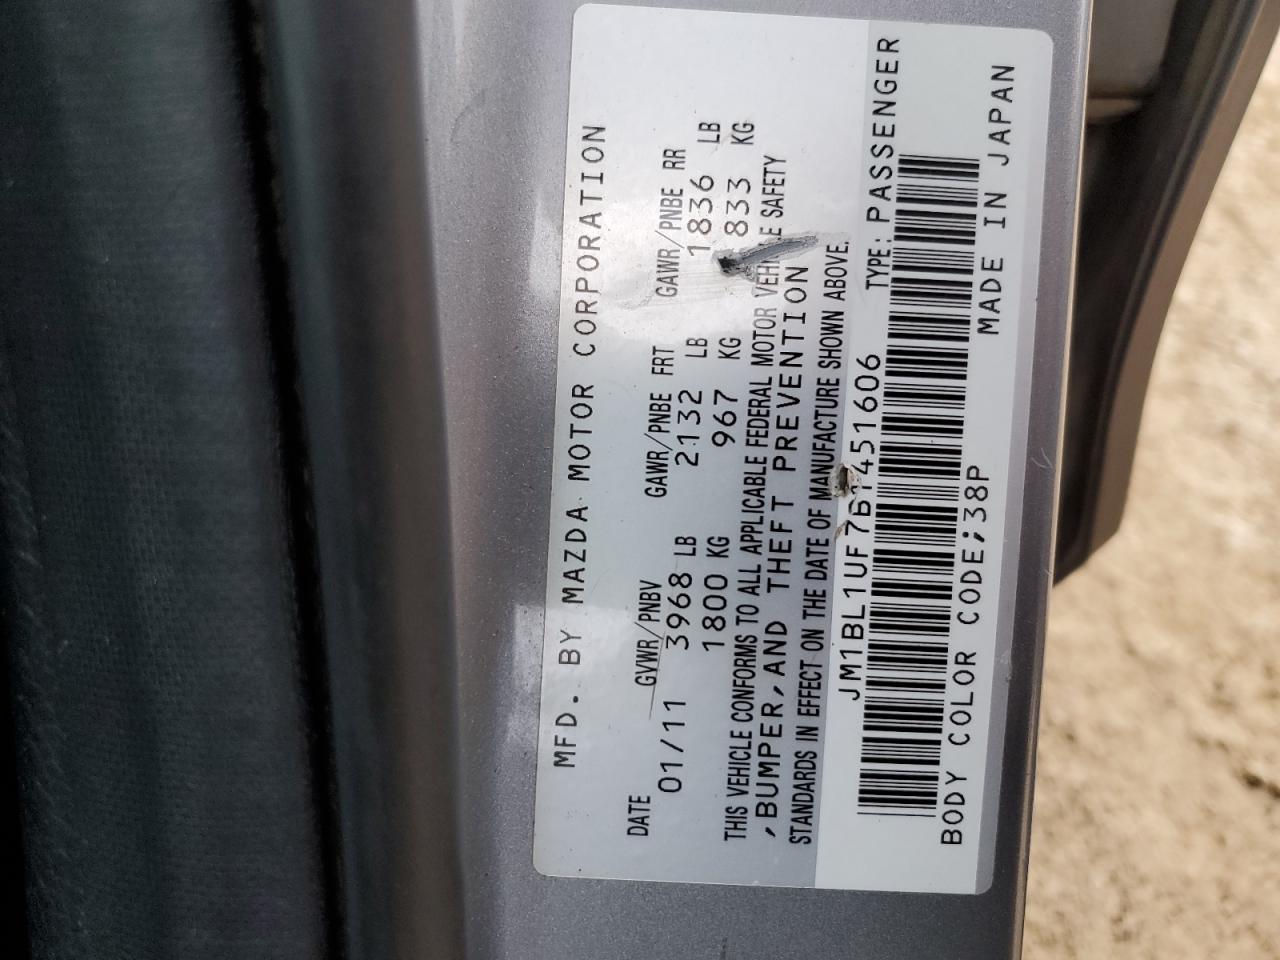 MFD. BY MAZDA MOTOR CORPORATION
DATE GVWR/PNBV GAWR/PNBE FRT GAWR/PNBE RR
01/11 3968 LB 2132 LB 1836 LB
1800 KG 967 KG 833 KG
THIS VEHICLE CONFORMS TO ALL APPLICABLE FEDERAL MOTOR VEHICLE SAFETY
,BUMPER,AND THEFT PREVENTION
STANDARDS IN EFFECT ON THE DATE OF MANUFACTURE SHOWN ABOVE.
TYPE: PASSENGER
BODY COLOR CODE;38P
MADE IN JAPAN